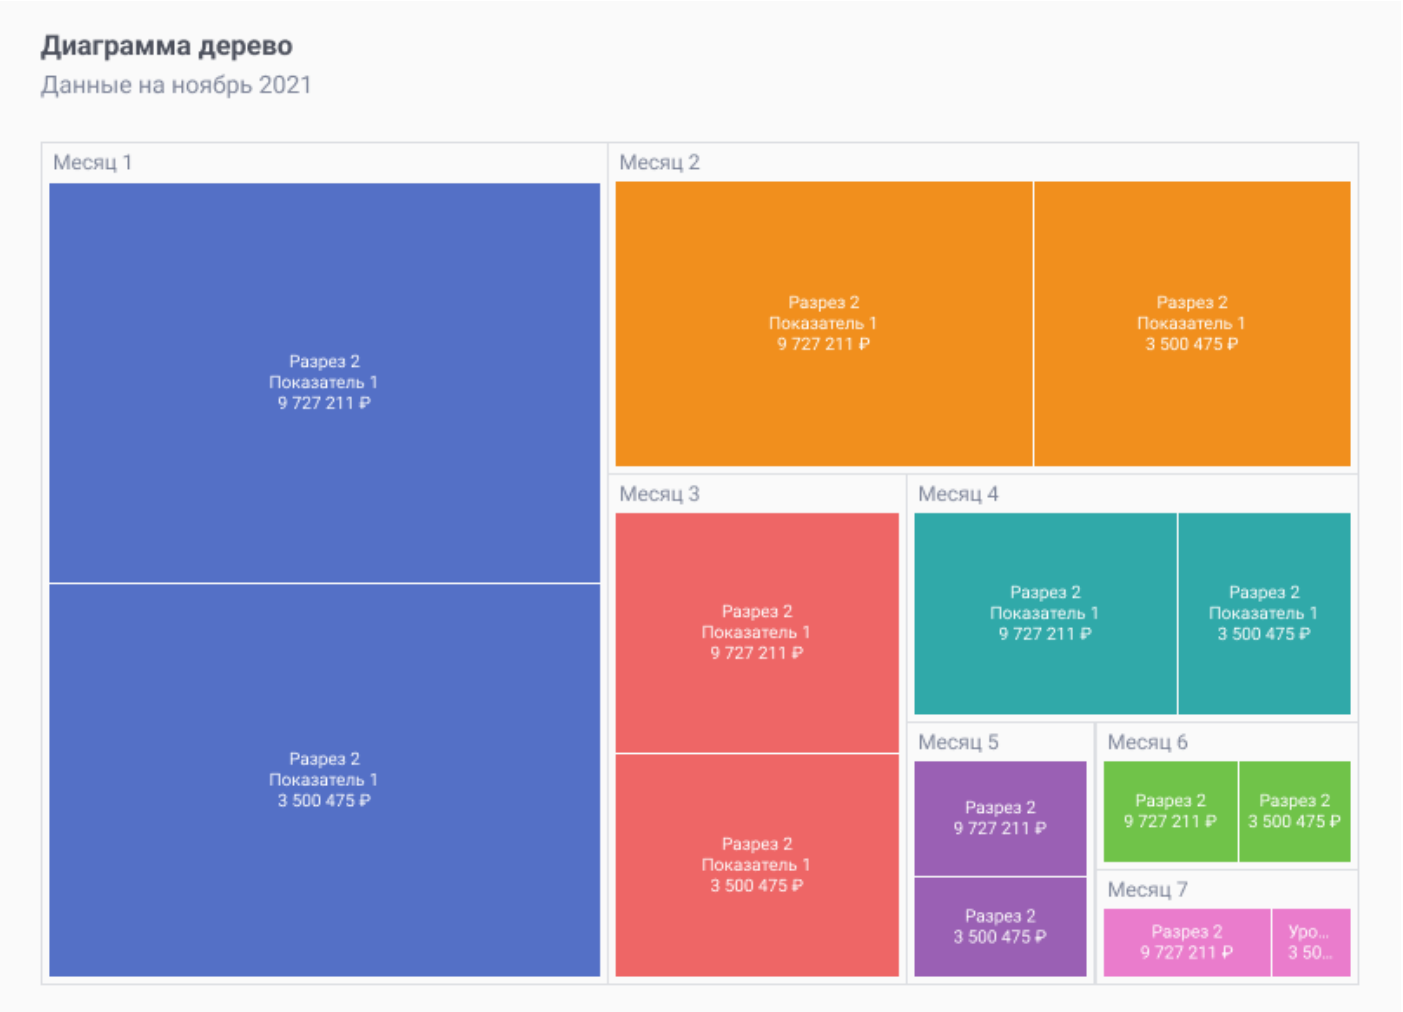 Диаграмма дерево
Данные на ноябрь 2021
Месяц 1
Разрез 2
Показатель 1
9 727 211 ₽
Разрез 2
Показатель 1
3 500 475 ₽
Месяц 2
Разрез 2
Показатель 1
9 727 211 ₽
Разрез 2
Показатель 1
3 500 475 ₽
Месяц 3
Разрез 2
Показатель 1
9 727 211 ₽
Разрез 2
Показатель 1
3 500 475 ₽
Месяц 4
Разрез 2
Показатель 1
9 727 211 ₽
Разрез 2
Показатель 1
3 500 475 ₽
Месяц 5
Разрез 2
9 727 211 ₽
Разрез 2
3 500 475 ₽
Месяц 6
Разрез 2
9 727 211 ₽
Разрез 2
3 500 475 ₽
Месяц 7
Разрез 2
9 727 211 ₽
Уро...
3 50...